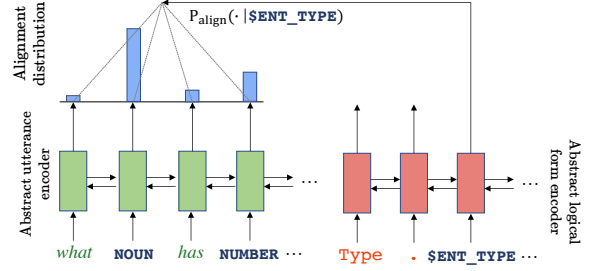 P_align(· |$ENT_TYPE)
Alignment
distribution
Abstract utterance
encoder
...
...
Abstract logical
form encoder
what NOUN has NUMBER ... Type . $ENT_TYPE ...